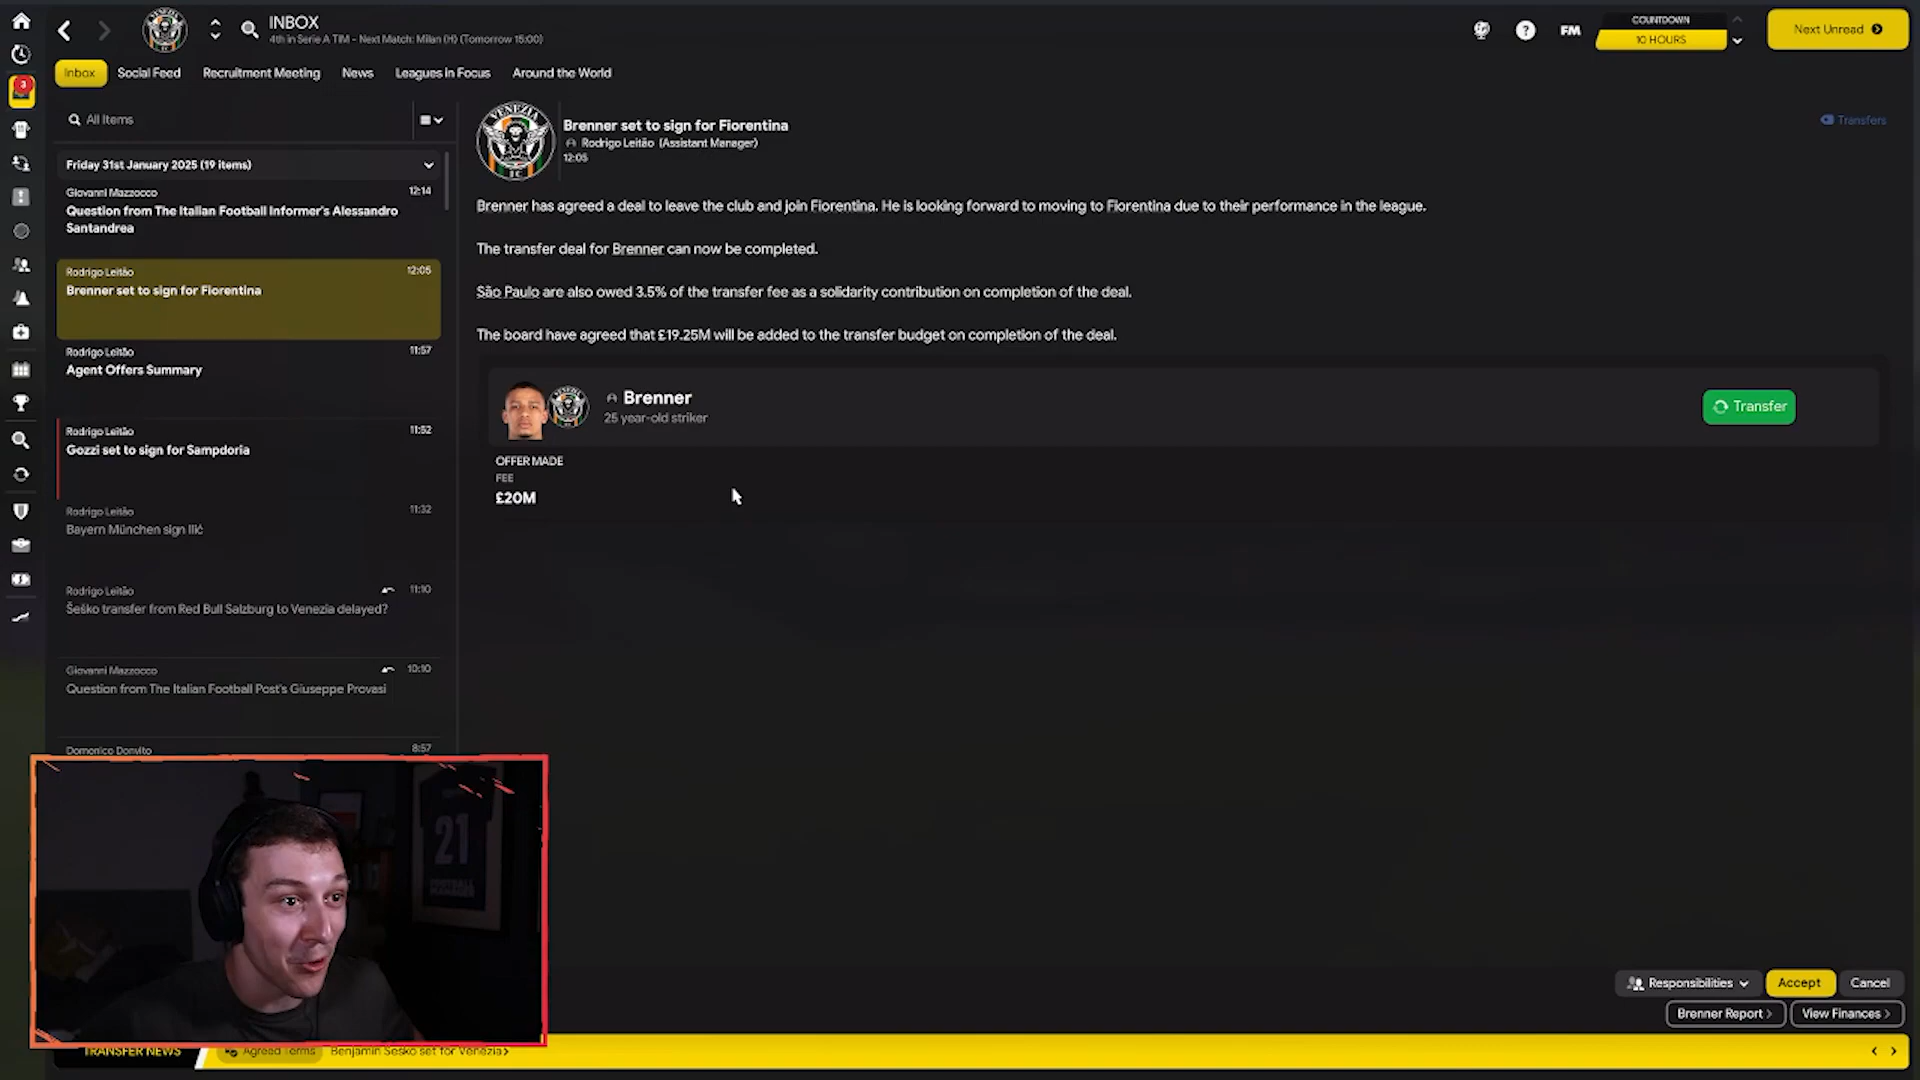 INBOX
4th in Serie A TIM - Next Match: Milan (H) (Tomorrow 15:00)
FM
COUNTDOWN
10 HOURS
Next Unread
3
Inbox
Social Feed
Recruitment Meeting
News
Leagues in Focus
Around the World
All Items
Friday 31st January 2025 (19 items)
Giovanni Mazzocco
12:14
Question from The Italian Football Informer's Alessandro
Santandrea
Rodrigo Leitão
12:05
Brenner set to sign for Fiorentina
Rodrigo Leitão
11:57
Agent Offers Summary
Rodrigo Leitão
11:52
Gozzi set to sign for Sampdoria
Rodrigo Leitão
11:32
Bayern München sign Ilić
Rodrigo Leitão
11:10
Šeško transfer from Red Bull Salzburg to Venezia delayed?
Giovanni Mazzocco
10:10
Question from The Italian Football Post's Giuseppe Provasi
Domenico Donvito
8:57
VENEZIA
FC
Brenner set to sign for Fiorentina
Rodrigo Leitão (Assistant Manager)
12:05
Transfers
Brenner has agreed a deal to leave the club and join Fiorentina. He is looking forward to moving to Fiorentina due to their performance in the league.
The transfer deal for Brenner can now be completed.
São Paulo are also owed 3.5% of the transfer fee as a solidarity contribution on completion of the deal.
The board have agreed that £19.25M will be added to the transfer budget on completion of the deal.
Brenner
25 year-old striker
Transfer
OFFER MADE
FEE
£20M
21
FOOTBALL
MANAGER
Responsibilities
Accept
Cancel
Brenner Report
View Finances
TRANSFER NEWS
Agreed Terms
Benjamin Šeško set for Venezia